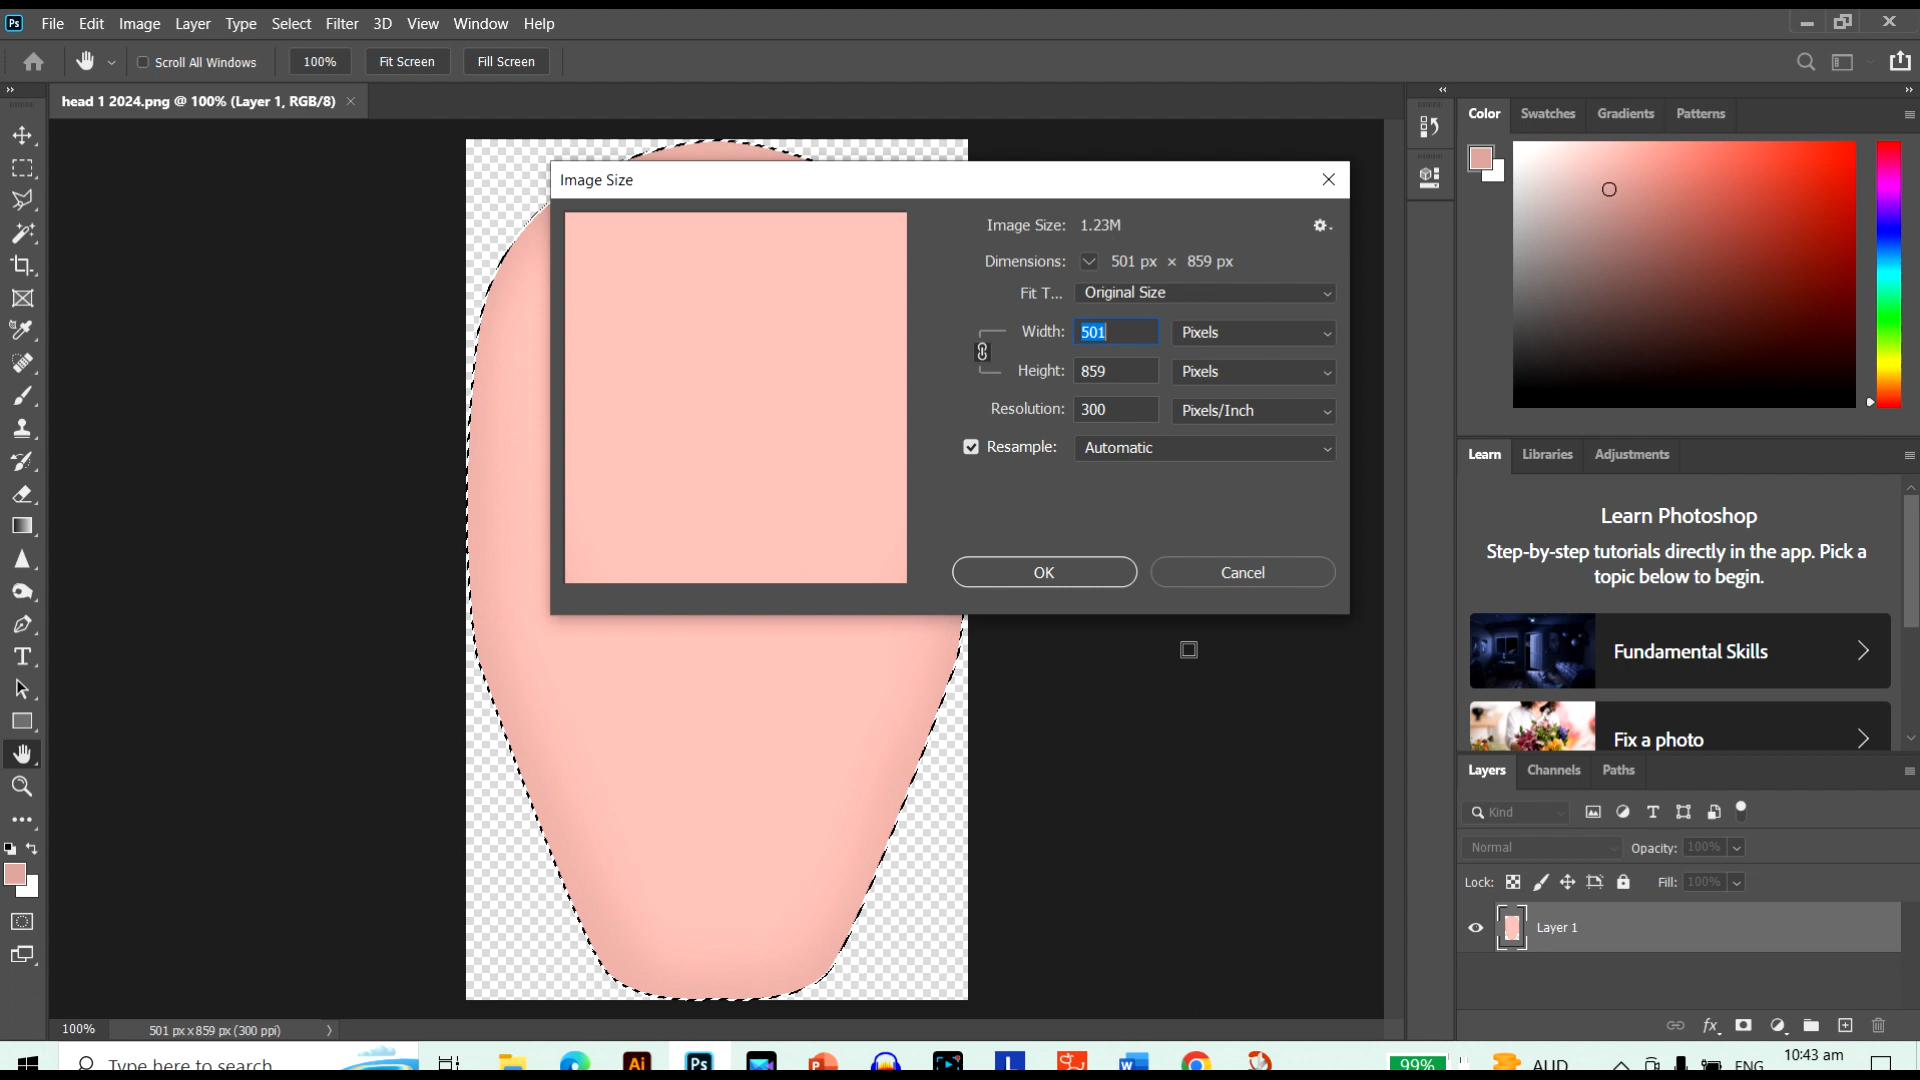 Ps File Edit Image Layer Type Select Filter 3D View Window Help
Scroll All Windows 100% Fit Screen Fill Screen
head 1 2024.png @ 100% (Layer 1, RGB/8)
Image Size
Image Size: 1.23M
Dimensions: 501 px × 859 px
Fit T... Original Size
Width: 501 Pixels
Height: 859 Pixels
Resolution: 300 Pixels/Inch
Resample: Automatic
OK Cancel
Color Swatches Gradients Patterns
Learn Libraries Adjustments
Learn Photoshop
Step-by-step tutorials directly in the app. Pick a
topic below to begin.
Fundamental Skills
Fix a photo
Layers Channels Paths
Kind
Normal Opacity: 100%
Lock: Fill: 100%
Layer 1
fx
100% 501 px x 859 px (300 ppi)
Type here to search
Ai Ps P L W
99% AUD ENG 10:43 am